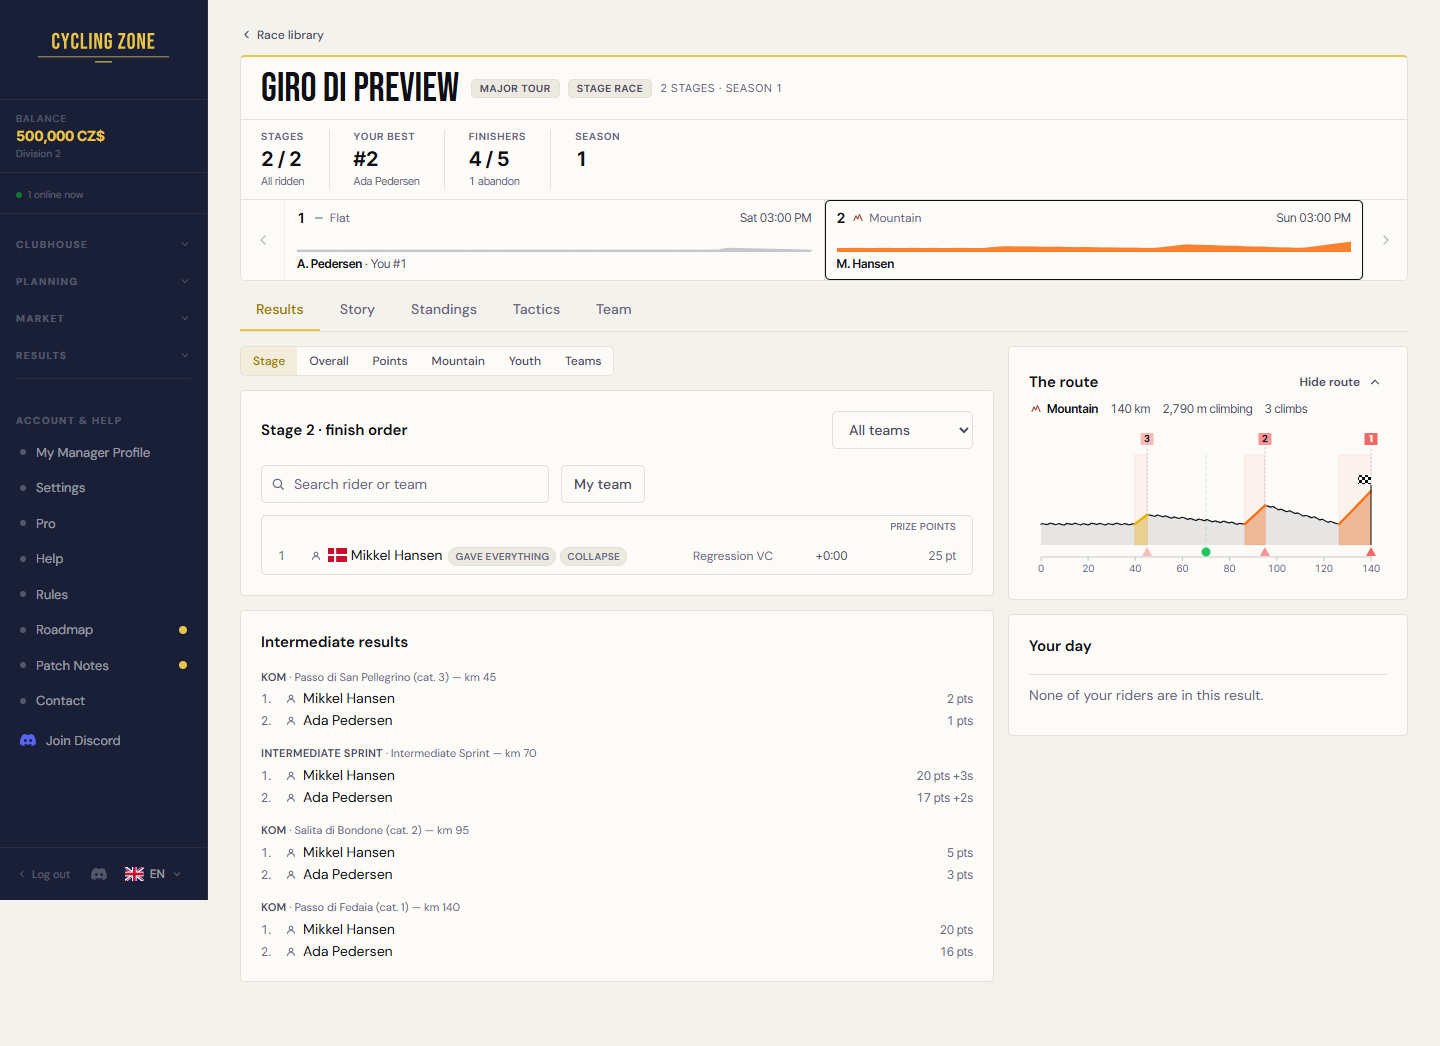 CYCLING ZONE
BALANCE
500,000 CZ$
Division 2
1 online now
CLUBHOUSE
PLANNING
MARKET
RESULTS
ACCOUNT & HELP
My Manager Profile
Settings
Pro
Help
Rules
Roadmap
Patch Notes
Contact
Join Discord
Log out
EN
Race library
GIRO DI PREVIEW
MAJOR TOUR
STAGE RACE
2 STAGES · SEASON 1
STAGES
2 / 2
All ridden
YOUR BEST
#2
Ada Pedersen
FINISHERS
4 / 5
1 abandon
SEASON
1
1 Flat Sat 03:00 PM
A. Pedersen · You #1
2 Mountain Sun 03:00 PM
M. Hansen
Results Story Standings Tactics Team
Stage Overall Points Mountain Youth Teams
Stage 2 · finish order
All teams
Search rider or team
My team
PRIZE POINTS
1 Mikkel Hansen GAVE EVERYTHING COLLAPSE Regression VC +0:00 25 pt
Intermediate results
KOM · Passo di San Pellegrino (cat. 3) — km 45
1. Mikkel Hansen 2 pts
2. Ada Pedersen 1 pts
INTERMEDIATE SPRINT · Intermediate Sprint — km 70
1. Mikkel Hansen 20 pts +3s
2. Ada Pedersen 17 pts +2s
KOM · Salita di Bondone (cat. 2) — km 95
1. Mikkel Hansen 5 pts
2. Ada Pedersen 3 pts
KOM · Passo di Fedaia (cat. 1) — km 140
1. Mikkel Hansen 20 pts
2. Ada Pedersen 16 pts
The route
Hide route
Mountain 140 km 2,790 m climbing 3 climbs
3 2 1
0 20 40 60 80 100 120 140
Your day
None of your riders are in this result.